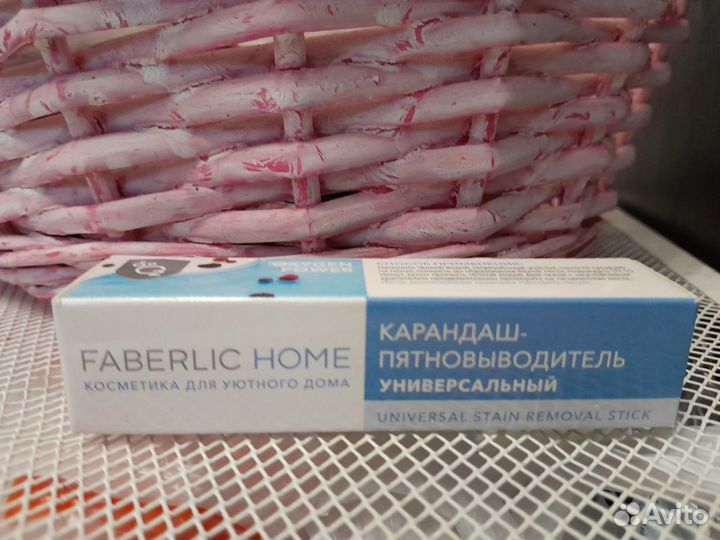 OXYGEN
POWER
СПОСОБ ПРИМЕНЕНИЯ:
FABERLIC HOME
КОСМЕТИКА ДЛЯ УЮТНОГО ДОМА
КАРАНДАШ-
ПЯТНОВЫВОДИТЕЛЬ
УНИВЕРСАЛЬНЫЙ
UNIVERSAL STAIN REMOVAL STICK
Avito